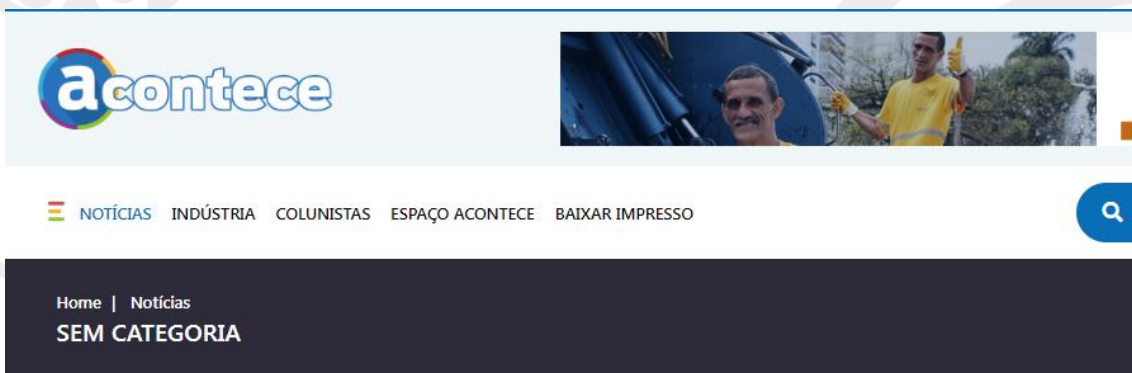 acontece
NOTÍCIAS INDÚSTRIA COLUNISTAS ESPAÇO ACONTECE BAIXAR IMPRESSO
Home | Notícias
SEM CATEGORIA